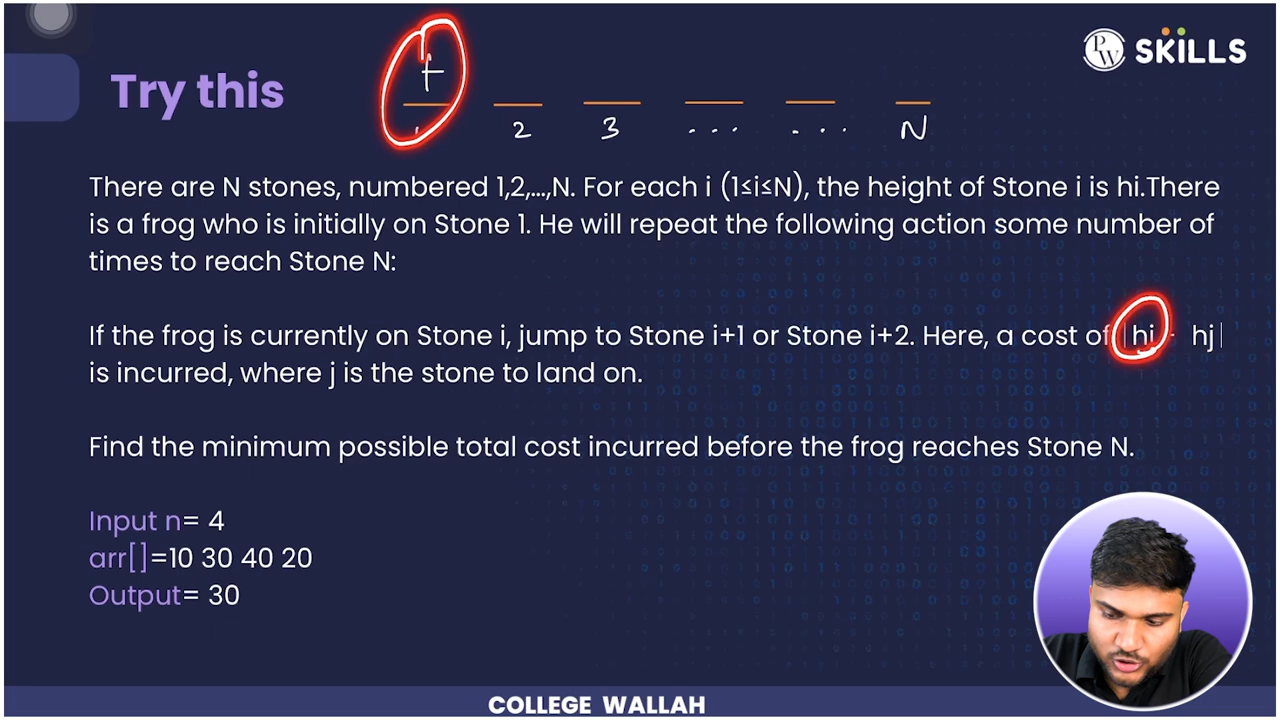 PW SKILLS
Try this
f
1 2 3 ... ... N
There are N stones, numbered 1,2,...,N. For each i (1≤i≤N), the height of Stone i is hi.There
is a frog who is initially on Stone 1. He will repeat the following action some number of
times to reach Stone N:
If the frog is currently on Stone i, jump to Stone i+1 or Stone i+2. Here, a cost of |hi - hj|
is incurred, where j is the stone to land on.
Find the minimum possible total cost incurred before the frog reaches Stone N.
Input n= 4
arr[]=10 30 40 20
Output= 30
COLLEGE WALLAH